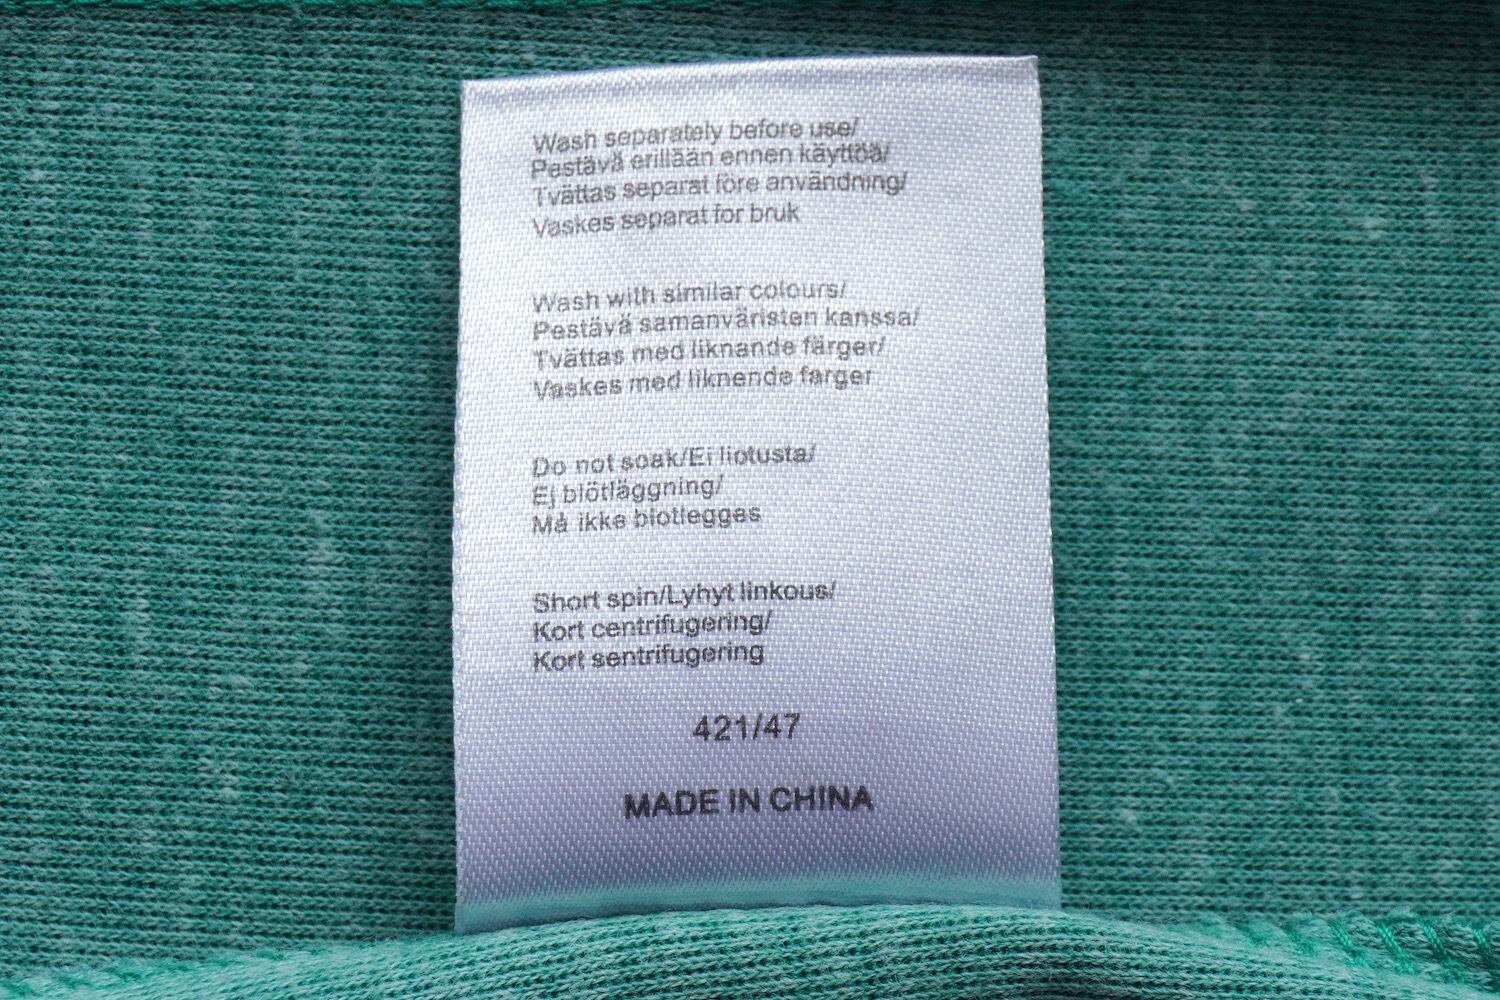 Wash separately before use/
Pestävä erillään ennen käyttöä/
Tvättas separat före användning/
Vaskes separat for bruk
Wash with similar colours/
Pestävä samanväristen kanssa/
Tvättas med liknande färger/
Vaskes med liknende farger
Do not soak/Ei liotusta/
Ej blötläggning/
Må ikke blotlegges
Short spin/Lyhyt linkous/
Kort centrifugering/
Kort sentrifugering
421/47
MADE IN CHINA